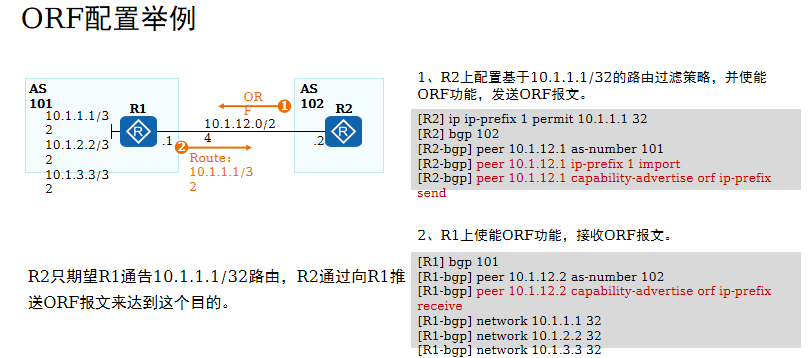 ORF配置举例
AS
101
10.1.1.1/3
2
10.1.2.2/3
2
10.1.3.3/3
2
R1
R
.1
OR
F
1
10.1.12.0/2
4
2
Route：
10.1.1.1/3
2
AS
102
R2
R
.2
R2只期望R1通告10.1.1.1/32路由，R2通过向R1推
送ORF报文来达到这个目的。
1、R2上配置基于10.1.1.1/32的路由过滤策略，并使能
ORF功能，发送ORF报文。
[R2] ip ip-prefix 1 permit 10.1.1.1 32
[R2] bgp 102
[R2-bgp] peer 10.1.12.1 as-number 101
[R2-bgp] peer 10.1.12.1 ip-prefix 1 import
[R2-bgp] peer 10.1.12.1 capability-advertise orf ip-prefix
send
2、R1上使能ORF功能，接收ORF报文。
[R1] bgp 101
[R1-bgp] peer 10.1.12.2 as-number 102
[R1-bgp] peer 10.1.12.2 capability-advertise orf ip-prefix
receive
[R1-bgp] network 10.1.1.1 32
[R1-bgp] network 10.1.2.2 32
[R1-bgp] network 10.1.3.3 32